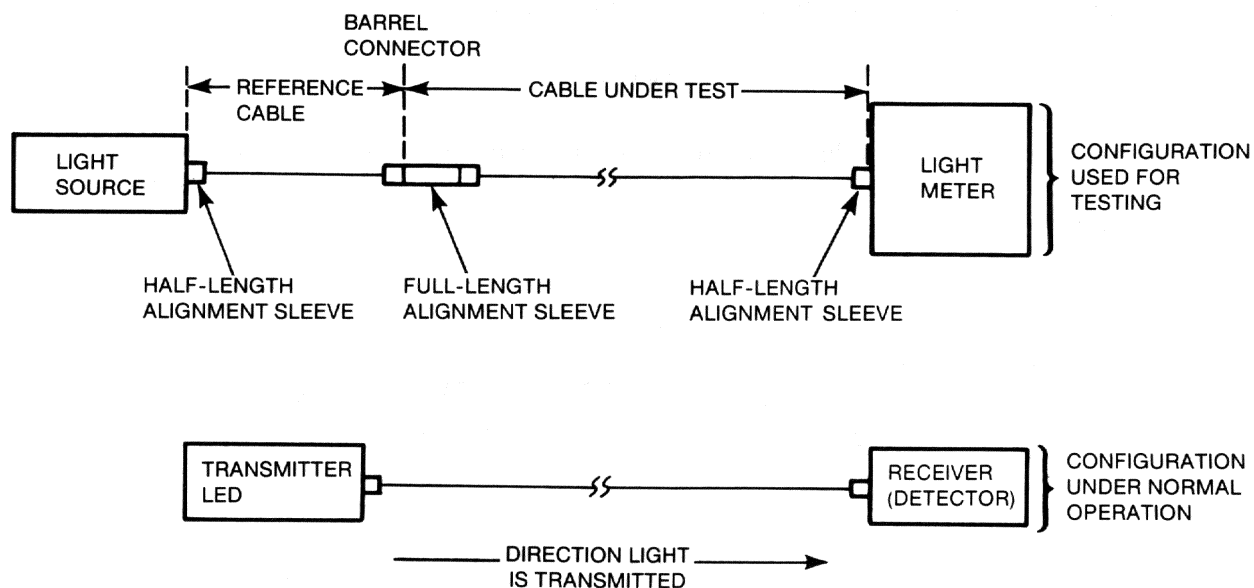 BARREL
CONNECTOR
REFERENCE
CABLE
CABLE UNDER TEST
LIGHT
SOURCE
LIGHT
METER
CONFIGURATION
USED FOR
TESTING
HALF-LENGTH
ALIGNMENT SLEEVE
FULL-LENGTH
ALIGNMENT SLEEVE
HALF-LENGTH
ALIGNMENT SLEEVE
TRANSMITTER
LED
RECEIVER
(DETECTOR)
CONFIGURATION
UNDER NORMAL
OPERATION
DIRECTION LIGHT
IS TRANSMITTED